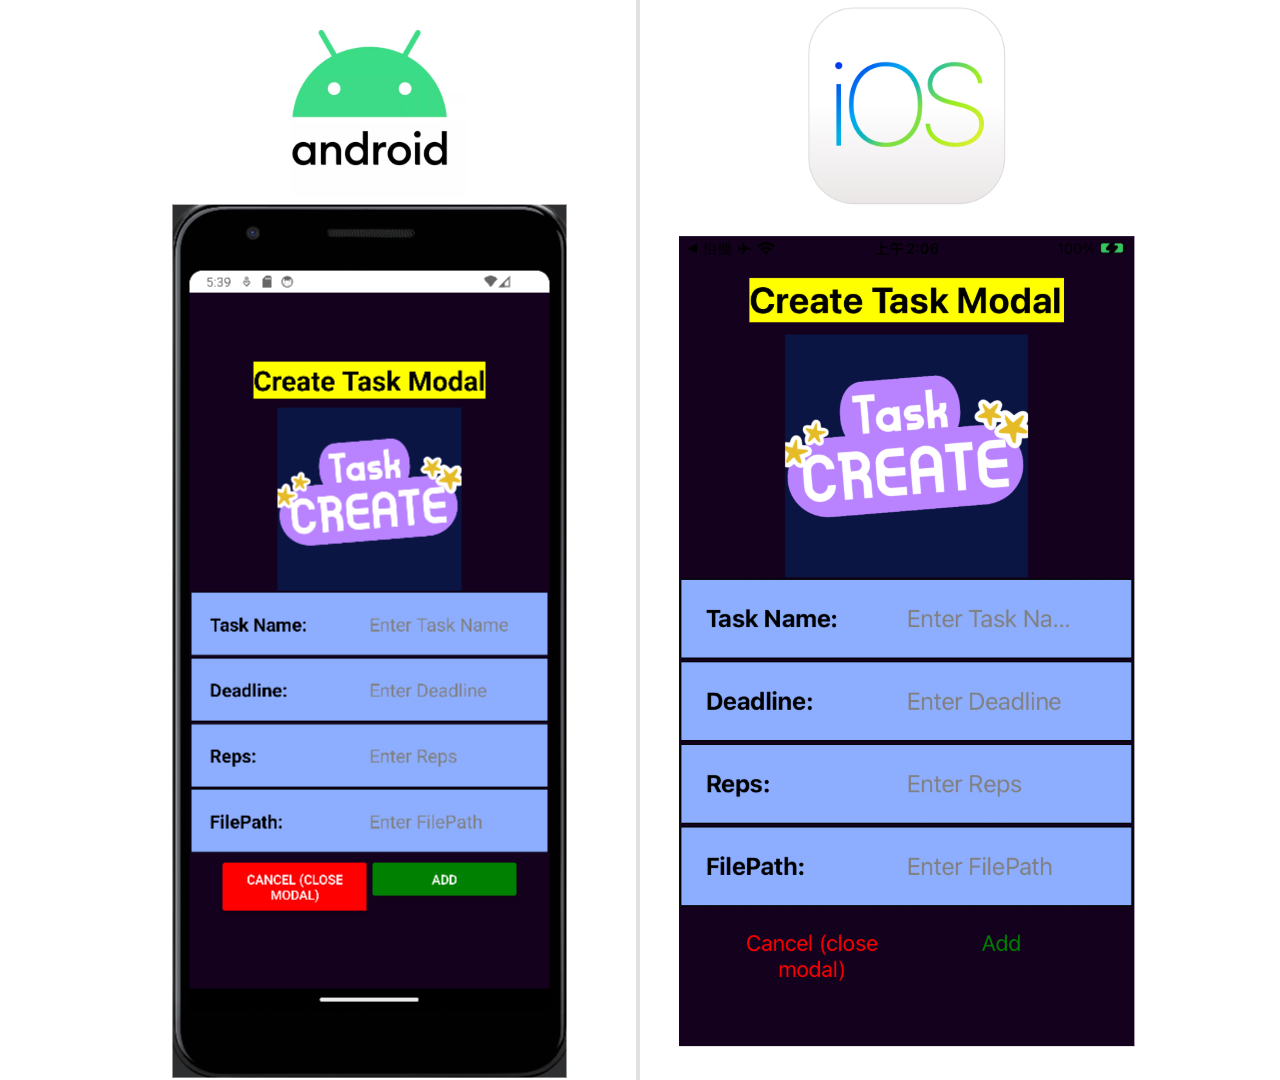 android
5:39
Create Task Modal
Task
CREATE
Task Name:
Enter Task Name
Deadline:
Enter Deadline
Reps:
Enter Reps
FilePath:
Enter FilePath
CANCEL (CLOSE
MODAL)
ADD
iOS
上午 2:06
100%
Create Task Modal
Task
CREATE
Task Name:
Enter Task Na...
Deadline:
Enter Deadline
Reps:
Enter Reps
FilePath:
Enter FilePath
Cancel (close
modal)
Add